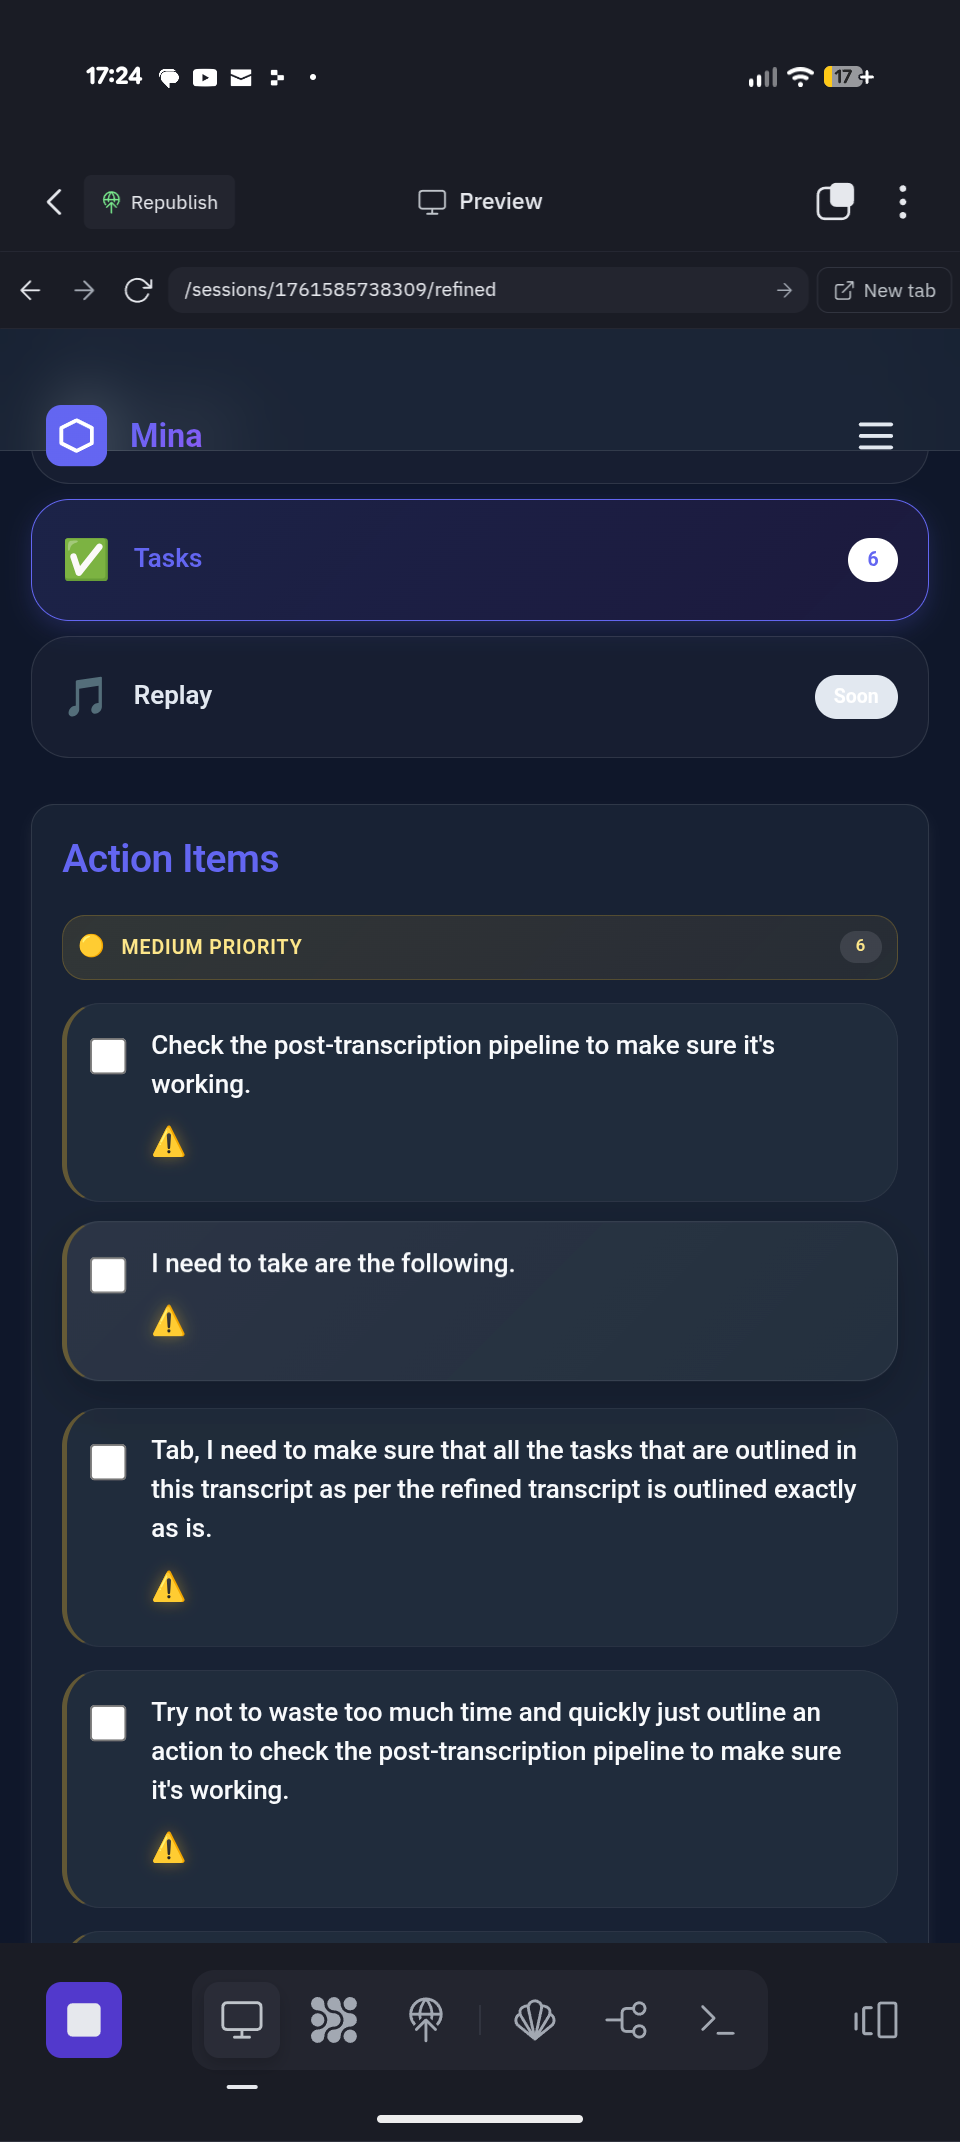 17:24
17
Republish
Preview
/sessions/1761585738309/refined
New tab
Mina
Tasks
6
Replay
Soon
Action Items
MEDIUM PRIORITY
6
Check the post-transcription pipeline to make sure it's
working.
I need to take are the following.
Tab, I need to make sure that all the tasks that are outlined in
this transcript as per the refined transcript is outlined exactly
as is.
Try not to waste too much time and quickly just outline an
action to check the post-transcription pipeline to make sure
it's working.